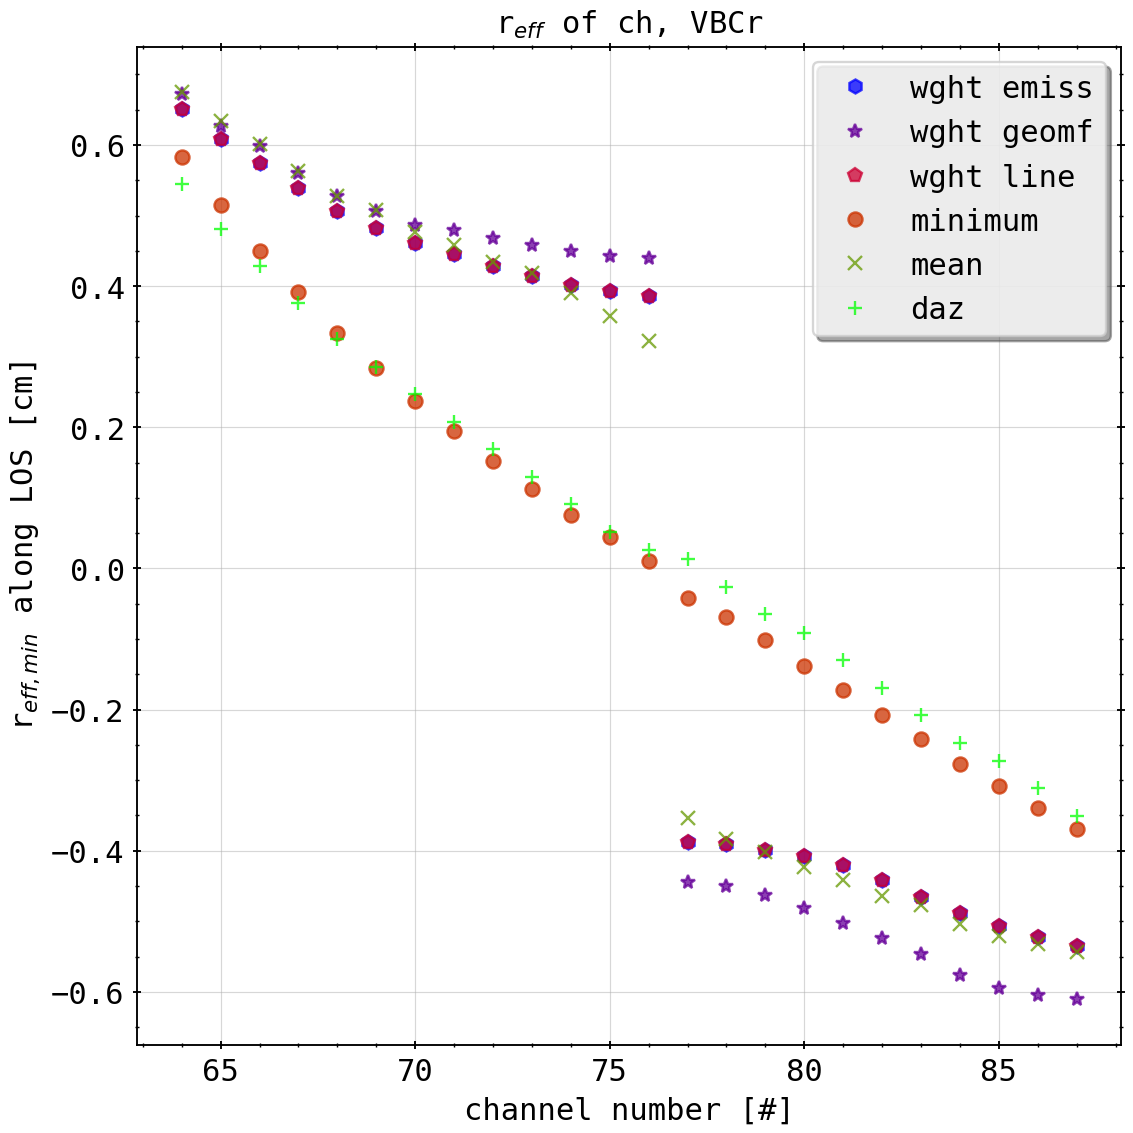 r_eff of ch, VBCr
wght emiss
wght geomf
wght line
minimum
mean
daz
r_eff,min along LOS [cm]
0.6
0.4
0.2
0.0
−0.2
−0.4
−0.6
65 70 75 80 85
channel number [#]